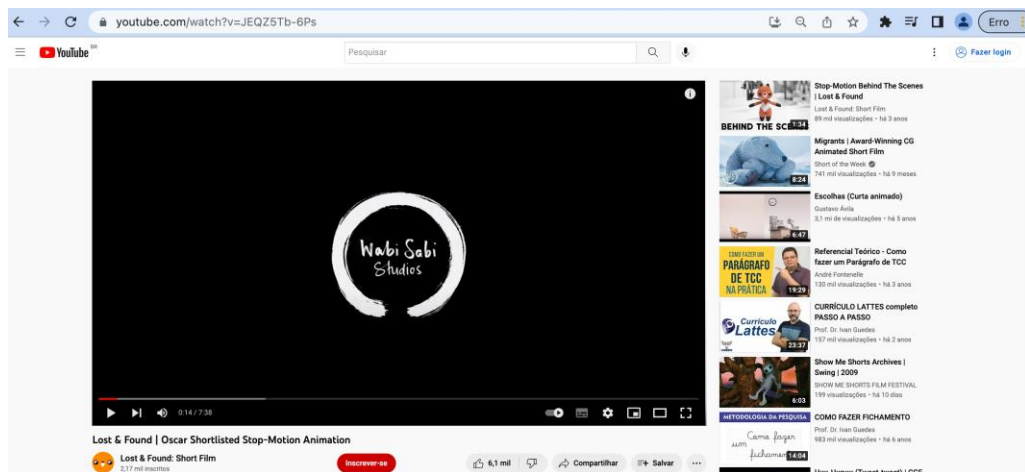 youtube.com/watch?v=JEQZ5Tb-6Ps
Erro
YouTube BR
Pesquisar
Fazer login
Wabi Sabi
Studios
0:14 / 7:38
Lost & Found | Oscar Shortlisted Stop-Motion Animation
Lost & Found: Short Film
2,17 mil inscritos
Inscrever-se
6,1 mil
Compartilhar
Salvar
BEHIND THE SCENES
1:34
Stop-Motion Behind The Scenes
| Lost & Found
Lost & Found: Short Film
89 mil visualizações • há 3 anos
8:24
Migrants | Award-Winning CG
Animated Short Film
Short of the Week
741 mil visualizações • há 9 meses
6:47
Escolhas (Curta animado)
Gustavo Ávila
3,1 mi de visualizações • há 5 anos
COMO FAZER UM
PARÁGRAFO
DE TCC
NA PRÁTICA
19:29
Referencial Teórico - Como
fazer um Parágrafo de TCC
André Fontenelle
130 mil visualizações • há 3 anos
Currículo
Lattes
23:37
CURRÍCULO LATTES completo
PASSO A PASSO
Prof. Dr. Ivan Guedes
157 mil visualizações • há 2 anos
6:03
Show Me Shorts Archives |
Swing | 2009
SHOW ME SHORTS FILM FESTIVAL
199 visualizações • há 10 dias
METODOLOGIA DA PESQUISA
Como fazer
um
fichamento
14:04
COMO FAZER FICHAMENTO
Prof. Dr. Ivan Guedes
983 mil visualizações • há 6 anos